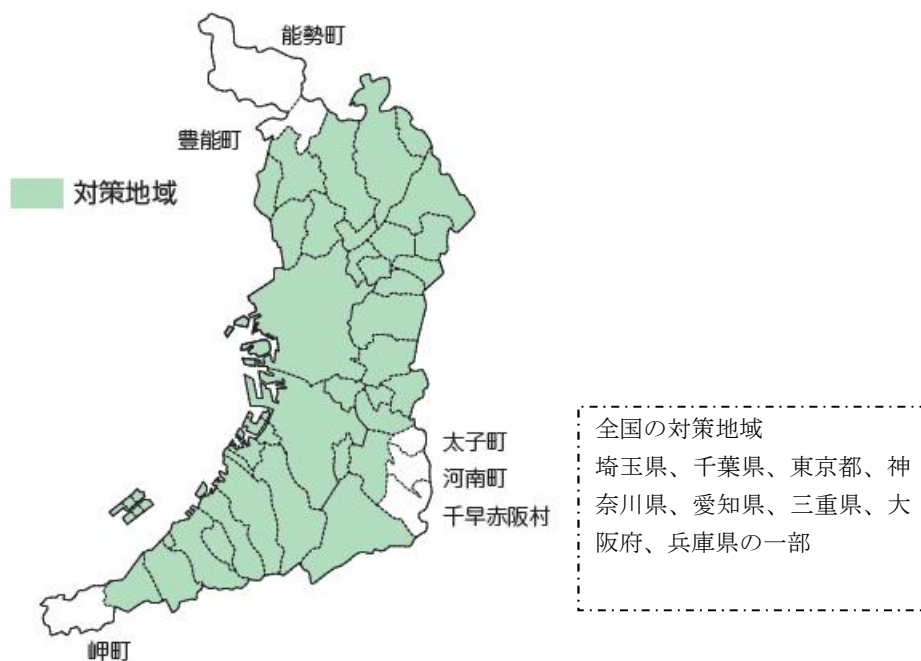 能勢町
豊能町
対策地域
太子町
河南町
千早赤阪村
岬町
全国の対策地域
埼玉県、千葉県、東京都、神
奈川県、愛知県、三重県、大
阪府、兵庫県の一部